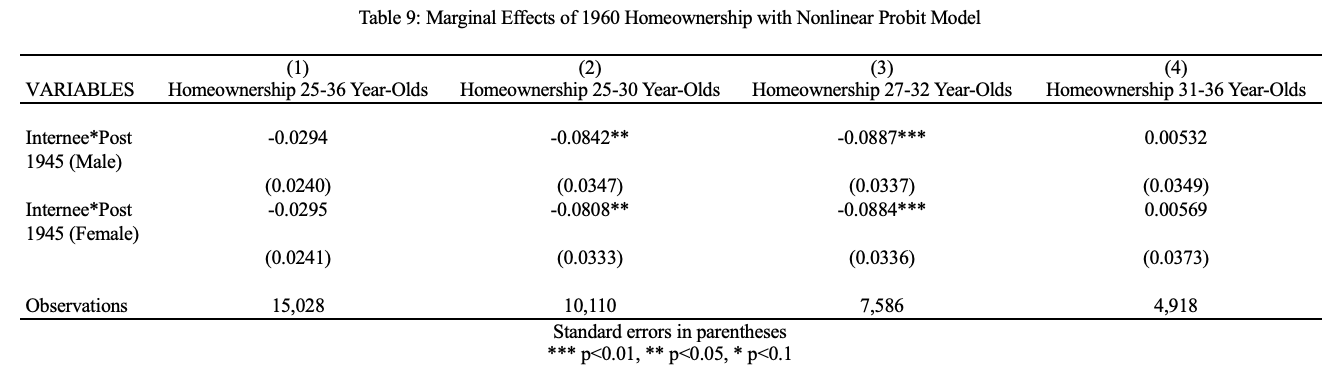 Table 9: Marginal Effects of 1960 Homeownership with Nonlinear Probit Model
(1) (2) (3) (4)
VARIABLES Homeownership 25-36 Year-Olds Homeownership 25-30 Year-Olds Homeownership 27-32 Year-Olds Homeownership 31-36 Year-Olds
Internee*Post -0.0294 -0.0842** -0.0887*** 0.00532
1945 (Male)
(0.0240) (0.0347) (0.0337) (0.0349)
Internee*Post -0.0295 -0.0808** -0.0884*** 0.00569
1945 (Female)
(0.0241) (0.0333) (0.0336) (0.0373)
Observations 15,028 10,110 7,586 4,918
Standard errors in parentheses
*** p<0.01, ** p<0.05, * p<0.1